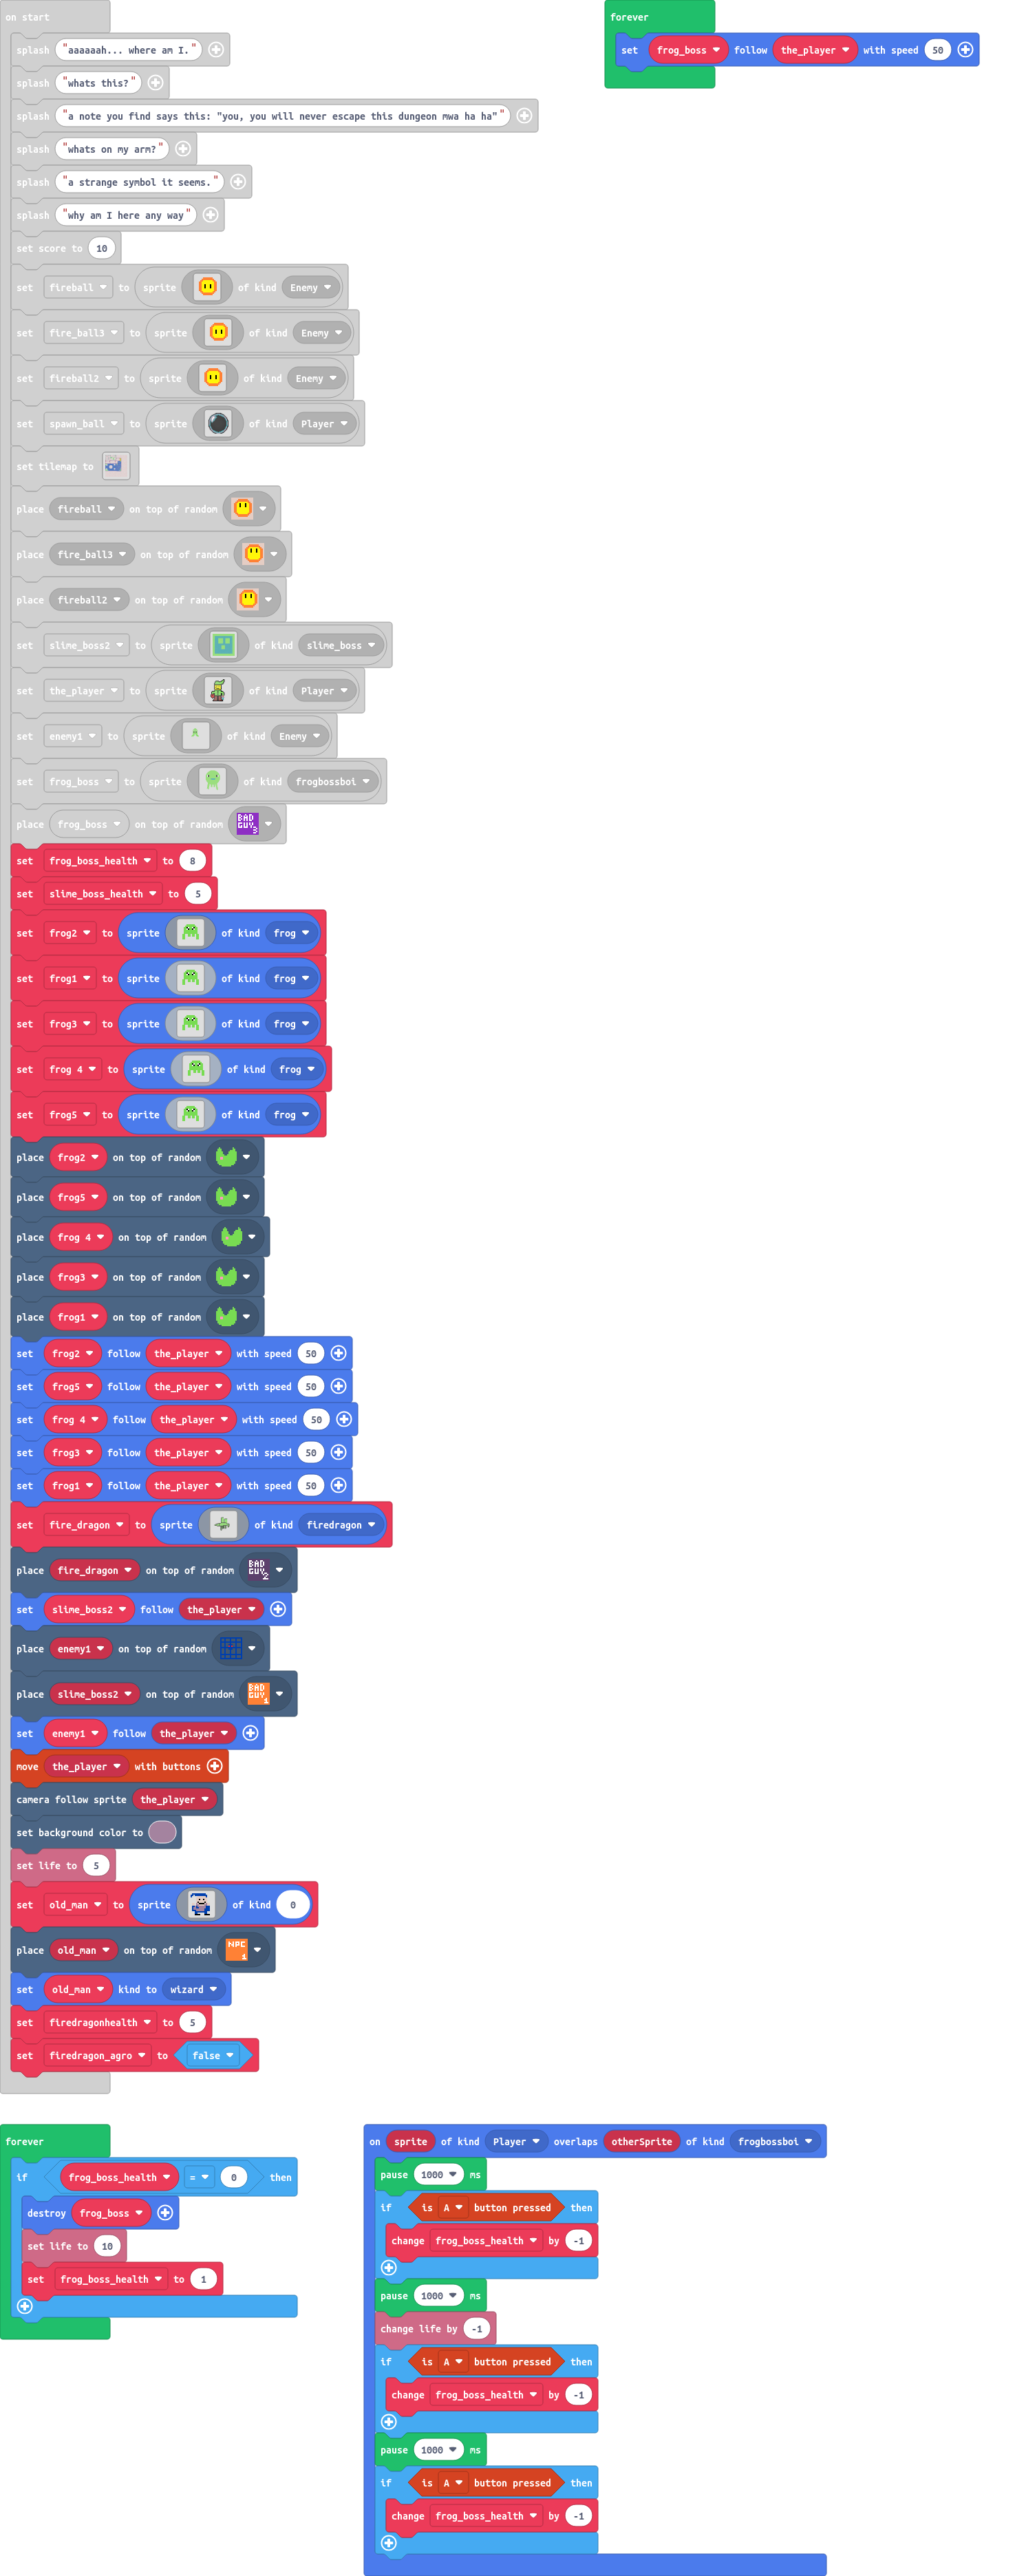 on start
splash "aaaaaah... where am I."
splash "whats this?"
splash "a note you find says this: "you, you will never escape this dungeon mwa ha ha""
splash "whats on my arm?"
splash "a strange symbol it seems."
splash "why am I here any way"
set score to 10
set fireball to sprite of kind Enemy
set fire_ball3 to sprite of kind Enemy
set fireball2 to sprite of kind Enemy
set spawn_ball to sprite of kind Player
set tilemap to
place fireball on top of random
place fire_ball3 on top of random
place fireball2 on top of random
set slime_boss2 to sprite of kind slime_boss
set the_player to sprite of kind Player
set enemy1 to sprite of kind Enemy
set frog_boss to sprite of kind frogbossboi
place frog_boss on top of random BAD GUY 3
set frog_boss_health to 8
set slime_boss_health to 5
set frog2 to sprite of kind frog
set frog1 to sprite of kind frog
set frog3 to sprite of kind frog
set frog 4 to sprite of kind frog
set frog5 to sprite of kind frog
place frog2 on top of random
place frog5 on top of random
place frog 4 on top of random
place frog3 on top of random
place frog1 on top of random
set frog2 follow the_player with speed 50
set frog5 follow the_player with speed 50
set frog 4 follow the_player with speed 50
set frog3 follow the_player with speed 50
set frog1 follow the_player with speed 50
set fire_dragon to sprite of kind firedragon
place fire_dragon on top of random BAD GUY 2
set slime_boss2 follow the_player
place enemy1 on top of random
place slime_boss2 on top of random BAD GUY 1
set enemy1 follow the_player
move the_player with buttons
camera follow sprite the_player
set background color to
set life to 5
set old_man to sprite of kind 0
place old_man on top of random NPC 1
set old_man kind to wizard
set firedragonhealth to 5
set firedragon_agro to false
forever
set frog_boss follow the_player with speed 50
forever
if frog_boss_health = 0 then
destroy frog_boss
set life to 10
set frog_boss_health to 1
on sprite of kind Player overlaps otherSprite of kind frogbossboi
pause 1000 ms
if is A button pressed then
change frog_boss_health by -1
pause 1000 ms
change life by -1
if is A button pressed then
change frog_boss_health by -1
pause 1000 ms
if is A button pressed then
change frog_boss_health by -1